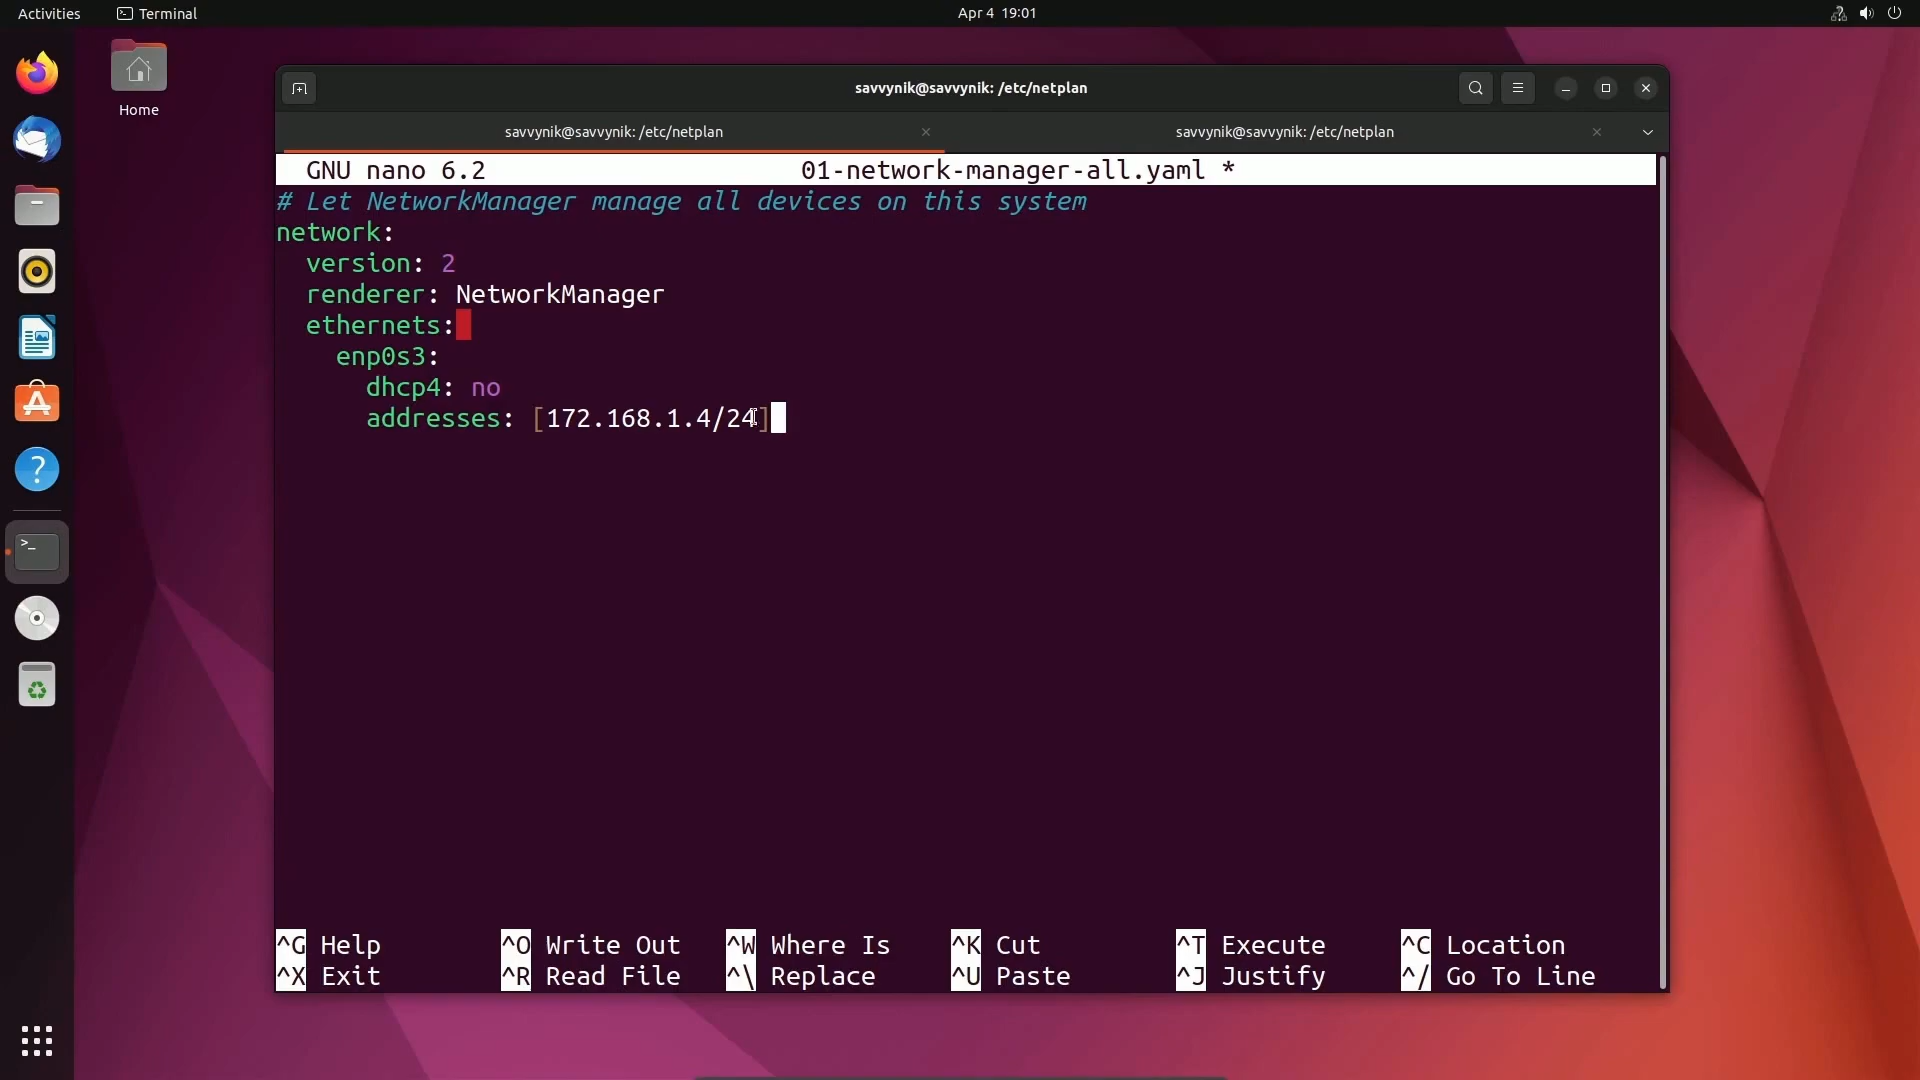 Activities
Terminal
Apr 4 19:01
Home
savvynik@savvynik: /etc/netplan
savvynik@savvynik: /etc/netplan
savvynik@savvynik: /etc/netplan
GNU nano 6.2 01-network-manager-all.yaml *
# Let NetworkManager manage all devices on this system
network:
version: 2
renderer: NetworkManager
ethernets:
enp0s3:
dhcp4: no
addresses: [172.168.1.4/24]
^G Help ^O Write Out ^W Where Is ^K Cut ^T Execute ^C Location
^X Exit ^R Read File ^\ Replace ^U Paste ^J Justify ^/ Go To Line